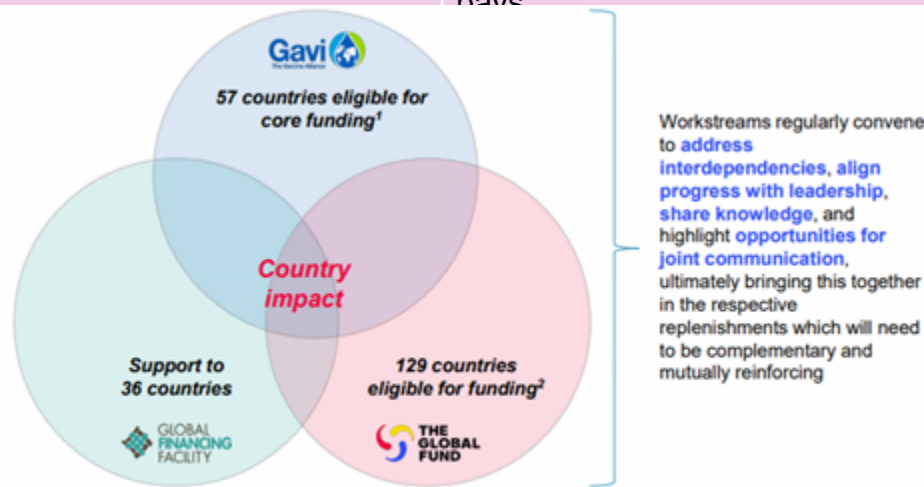 pays
Gavi
The Vaccine Alliance
57 countries eligible for
core funding¹
Country
impact
Support to
36 countries
GLOBAL
FINANCING
FACILITY
129 countries
eligible for funding²
THE
GLOBAL
FUND
Workstreams regularly convene
to address
interdependencies, align
progress with leadership,
share knowledge, and
highlight opportunities for
joint communication,
ultimately bringing this together
in the respective
replenishments which will need
to be complementary and
mutually reinforcing